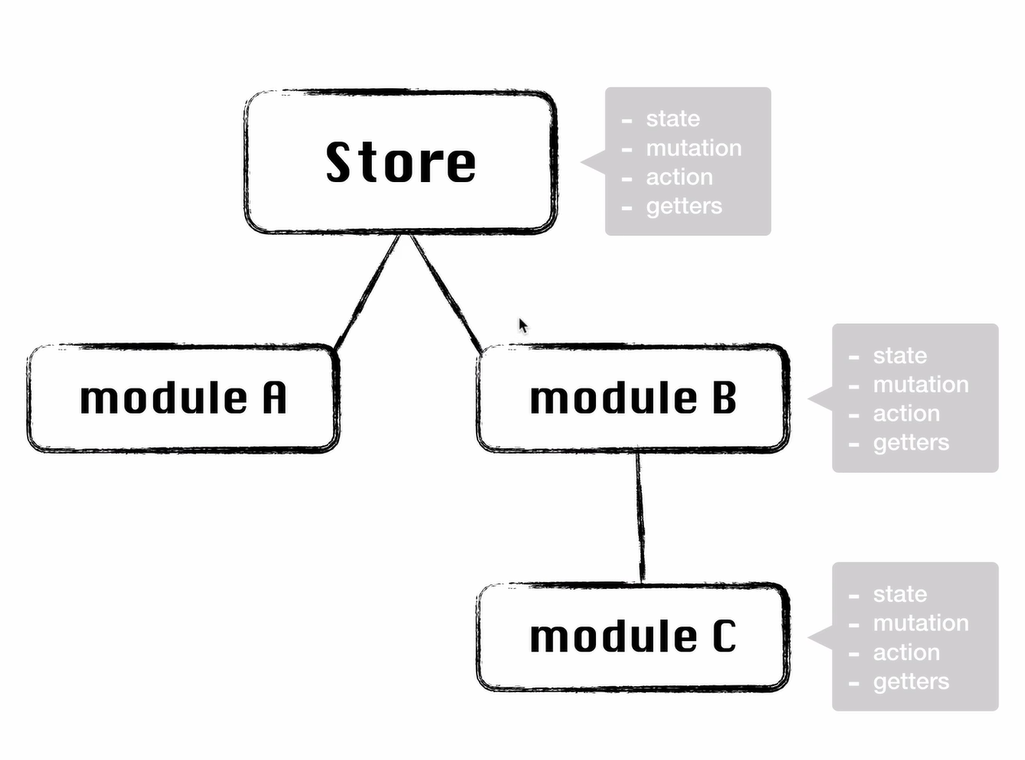 Store
- state
- mutation
- action
- getters
module A
module B
- state
- mutation
- action
- getters
module C
- state
- mutation
- action
- getters